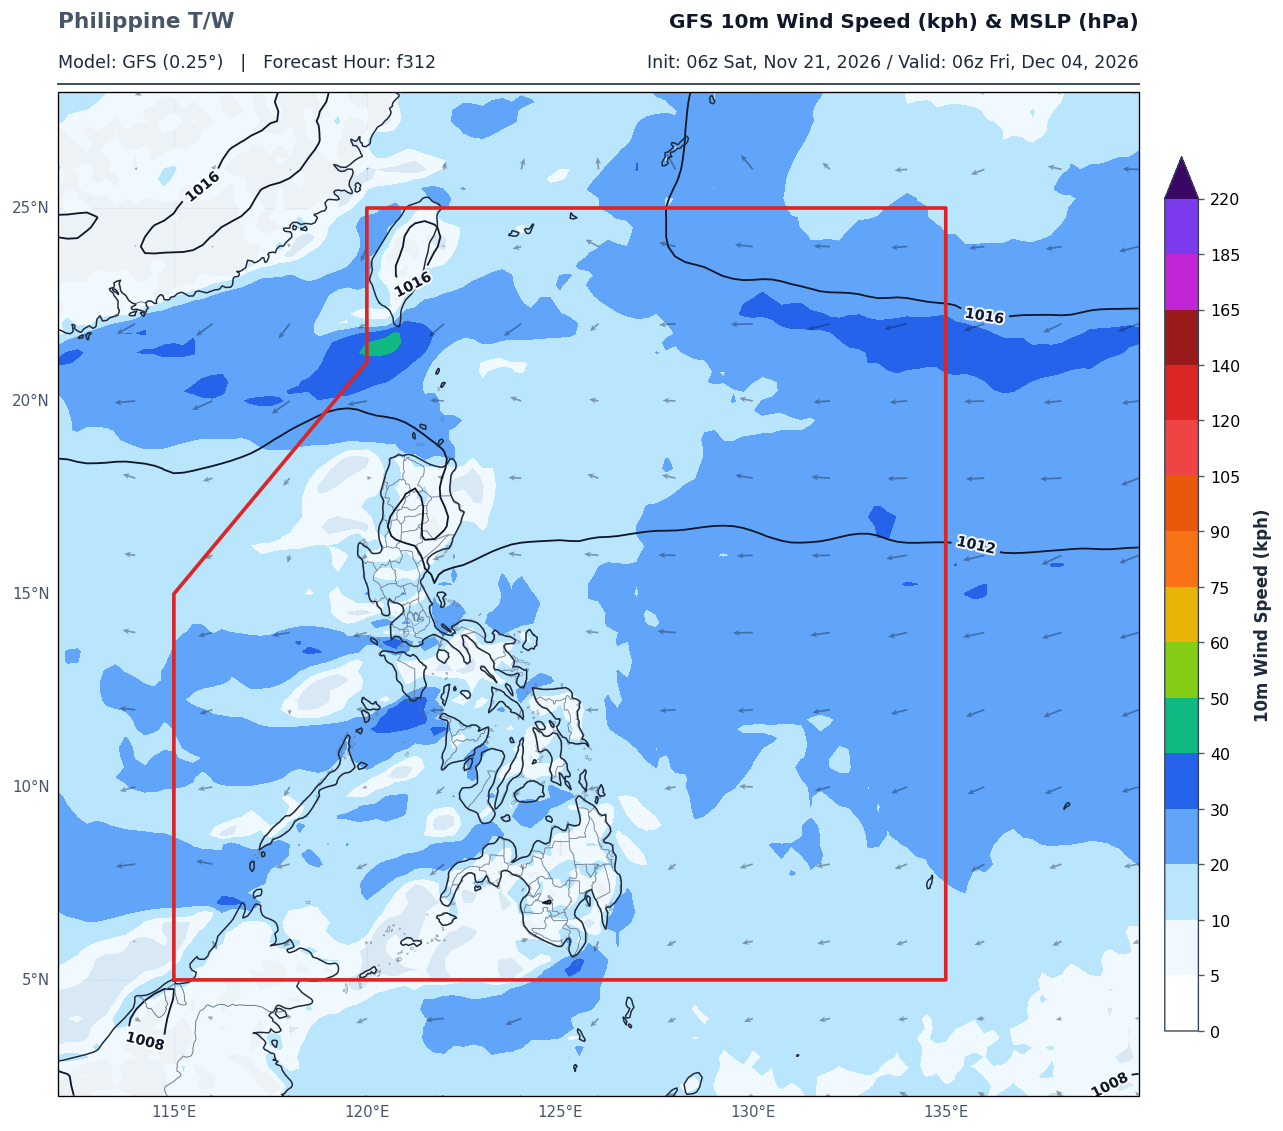 Philippine T/W
GFS 10m Wind Speed (kph) & MSLP (hPa)
Model: GFS (0.25°) | Forecast Hour: f312
Init: 06z Sat, Nov 21, 2026 / Valid: 06z Fri, Dec 04, 2026
1016
1016
1016
1012
1008
1008
25°N
20°N
15°N
10°N
5°N
115°E
120°E
125°E
130°E
135°E
220
185
165
140
120
105
90
75
60
50
40
30
20
10
5
0
10m Wind Speed (kph)